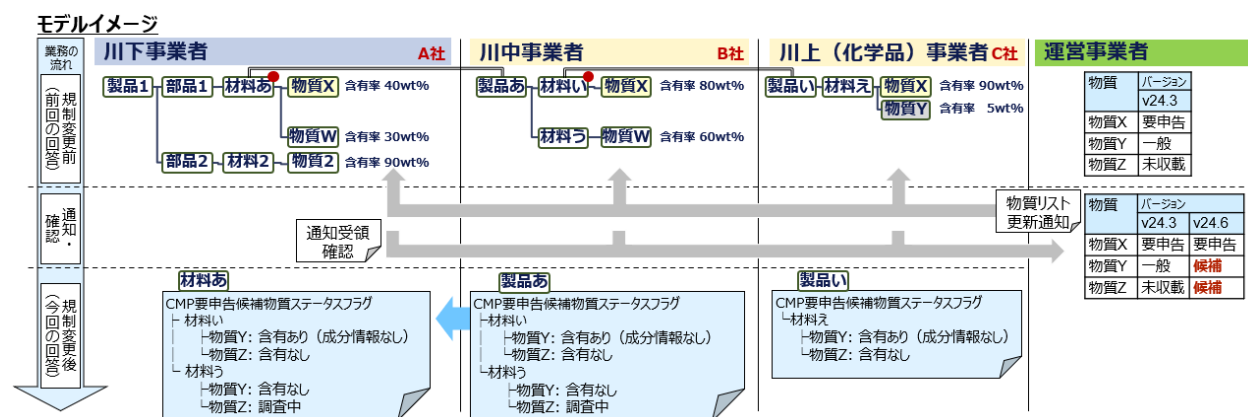 モデルイメージ
業務の
流れ
川下事業者 A社
川中事業者 B社
川上（化学品）事業者 C社
運営事業者
規制変更前
（前回の回答）
製品1 部品1 材料あ 物質X 含有率 40wt%
物質W 含有率 30wt%
部品2 材料2 物質2 含有率 90wt%
製品あ 材料い 物質X 含有率 80wt%
材料う 物質W 含有率 60wt%
製品い 材料え 物質X 含有率 90wt%
物質Y 含有率 5wt%
物質 バージョン
v24.3
物質X 要申告
物質Y 一般
物質Z 未収載
通知・
確認
通知受領
確認
物質リスト
更新通知
物質 バージョン
v24.3 v24.6
物質X 要申告 要申告
物質Y 一般 候補
物質Z 未収載 候補
規制変更後
（今回の回答）
材料あ
CMP要申告候補物質ステータスフラグ
├ 材料い
│ ├物質Y: 含有あり（成分情報なし）
│ └物質Z: 含有なし
└ 材料う
├物質Y: 含有なし
└物質Z: 調査中
製品あ
CMP要申告候補物質ステータスフラグ
├材料い
│ ├物質Y: 含有あり（成分情報なし）
│ └物質Z: 含有なし
└材料う
├物質Y: 含有なし
└物質Z: 調査中
製品い
CMP要申告候補物質ステータスフラグ
└材料え
├物質Y: 含有あり（成分情報なし）
└物質Z: 含有なし